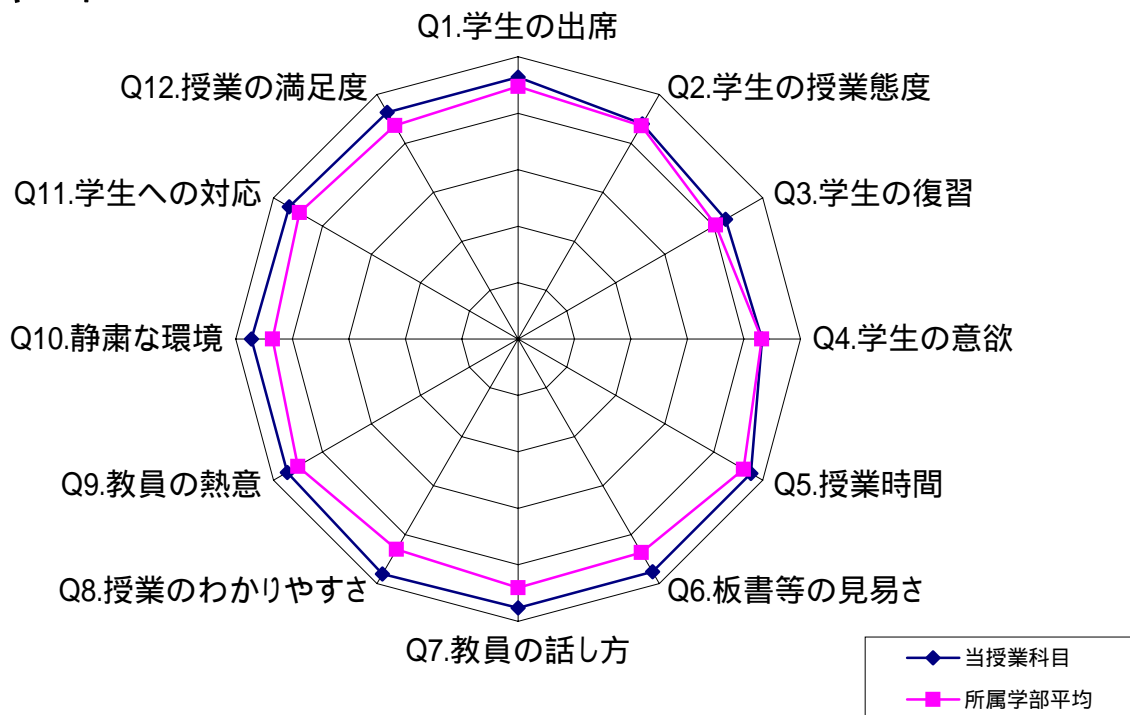 Q1.学生の出席
Q2.学生の授業態度
Q3.学生の復習
Q4.学生の意欲
Q5.授業時間
Q6.板書等の見易さ
Q7.教員の話し方
Q8.授業のわかりやすさ
Q9.教員の熱意
Q10.静粛な環境
Q11.学生への対応
Q12.授業の満足度
当授業科目
所属学部平均